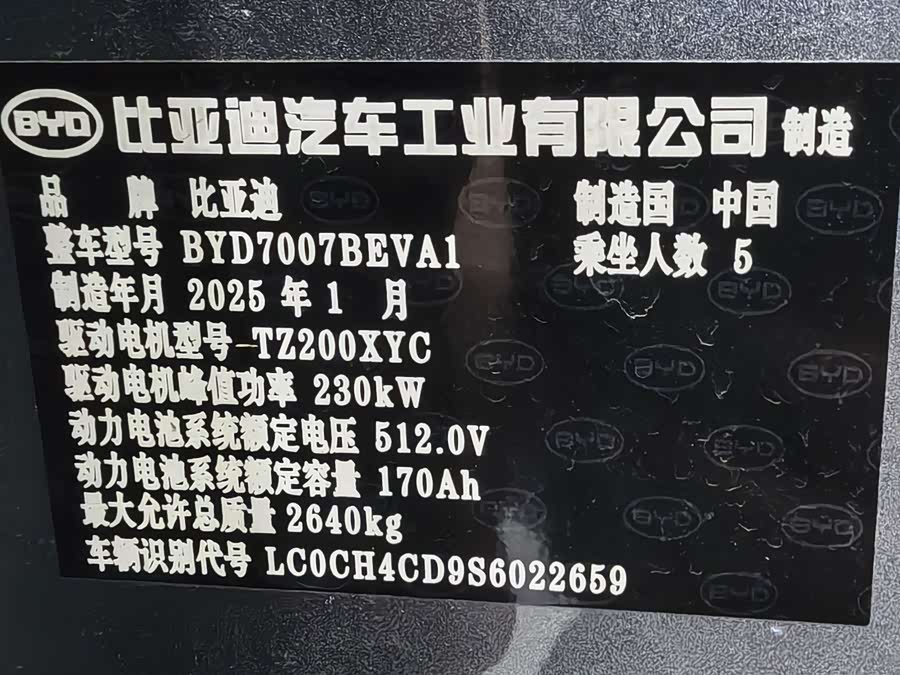 BYD 比亚迪汽车工业有限公司 制造
品 牌 比亚迪 制造国 中国
整车型号 BYD7007BEVA1 乘坐人数 5
制造年月 2025 年 1 月
驱动电机型号 TZ200XYC
驱动电机峰值功率 230kW
动力电池系统额定电压 512.0V
动力电池系统额定容量 170Ah
最大允许总质量 2640kg
车辆识别代号 LC0CH4CD9S6022659